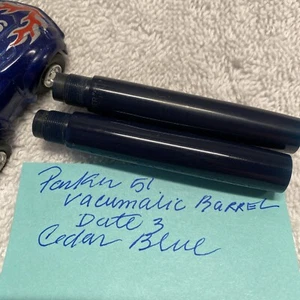 Parker 51
Vacumatic Barrel
Date 3
Cedar Blue